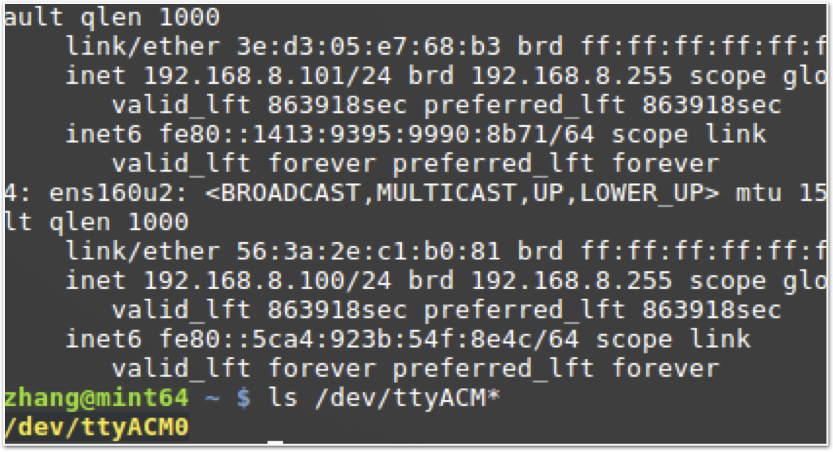 ault qlen 1000
link/ether 3e:d3:05:e7:68:b3 brd ff:ff:ff:ff:ff:f
inet 192.168.8.101/24 brd 192.168.8.255 scope glo
valid_lft 863918sec preferred_lft 863918sec
inet6 fe80::1413:9395:9990:8b71/64 scope link
valid_lft forever preferred_lft forever
4: ens160u2: <BROADCAST,MULTICAST,UP,LOWER_UP> mtu 15
lt qlen 1000
link/ether 56:3a:2e:c1:b0:81 brd ff:ff:ff:ff:ff:f
inet 192.168.8.100/24 brd 192.168.8.255 scope glo
valid_lft 863918sec preferred_lft 863918sec
inet6 fe80::5ca4:923b:54f:8e4c/64 scope link
valid_lft forever preferred_lft forever
zhang@mint64 ~ $ ls /dev/ttyACM*
/dev/ttyACM0